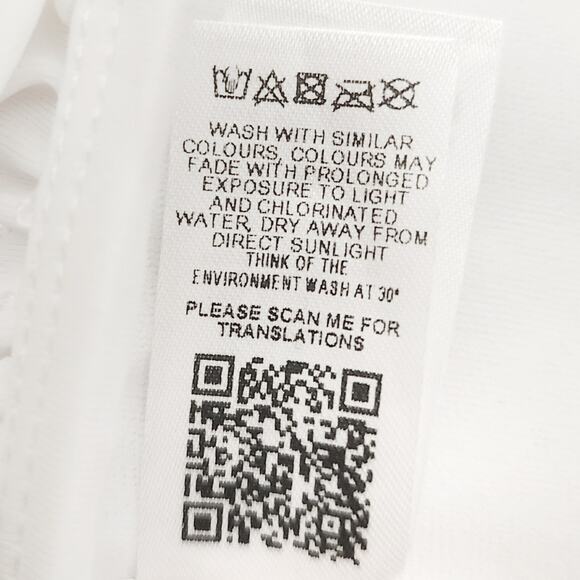 WASH WITH SIMILAR
COLOURS, COLOURS MAY
FADE WITH PROLONGED
EXPOSURE TO LIGHT
AND CHLORINATED
WATER, DRY AWAY FROM
DIRECT SUNLIGHT
THINK OF THE
ENVIRONMENT WASH AT 30°
PLEASE SCAN ME FOR
TRANSLATIONS